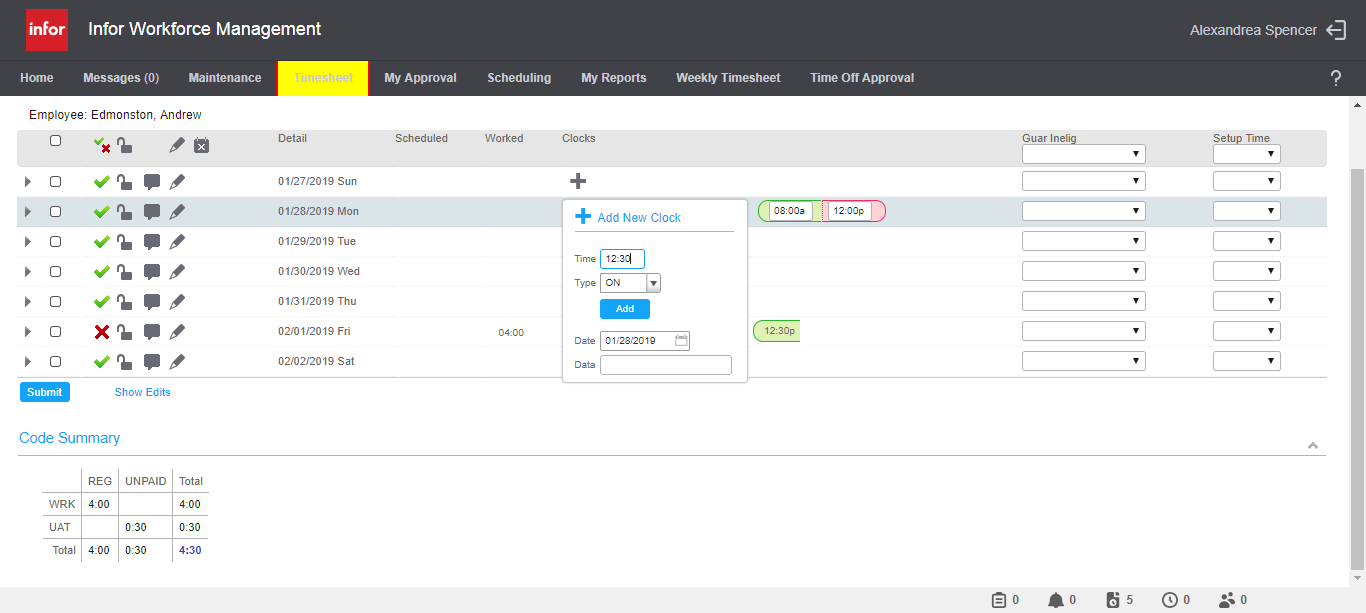 infor Infor Workforce Management Alexandrea Spencer
Home Messages (0) Maintenance Timesheet My Approval Scheduling My Reports Weekly Timesheet Time Off Approval ?
Employee: Edmonston, Andrew
Detail Scheduled Worked Clocks Guar Inelig Setup Time
01/27/2019 Sun
01/28/2019 Mon 08:00a 12:00p
Add New Clock
01/29/2019 Tue
Time 12:30
01/30/2019 Wed
Type ON
01/31/2019 Thu
Add
02/01/2019 Fri 04:00 12:30p
Date 01/28/2019
02/02/2019 Sat
Data
Submit Show Edits
Code Summary
REG UNPAID Total
WRK 4:00 4:00
UAT 0:30 0:30
Total 4:00 0:30 4:30
0 0 5 0 0